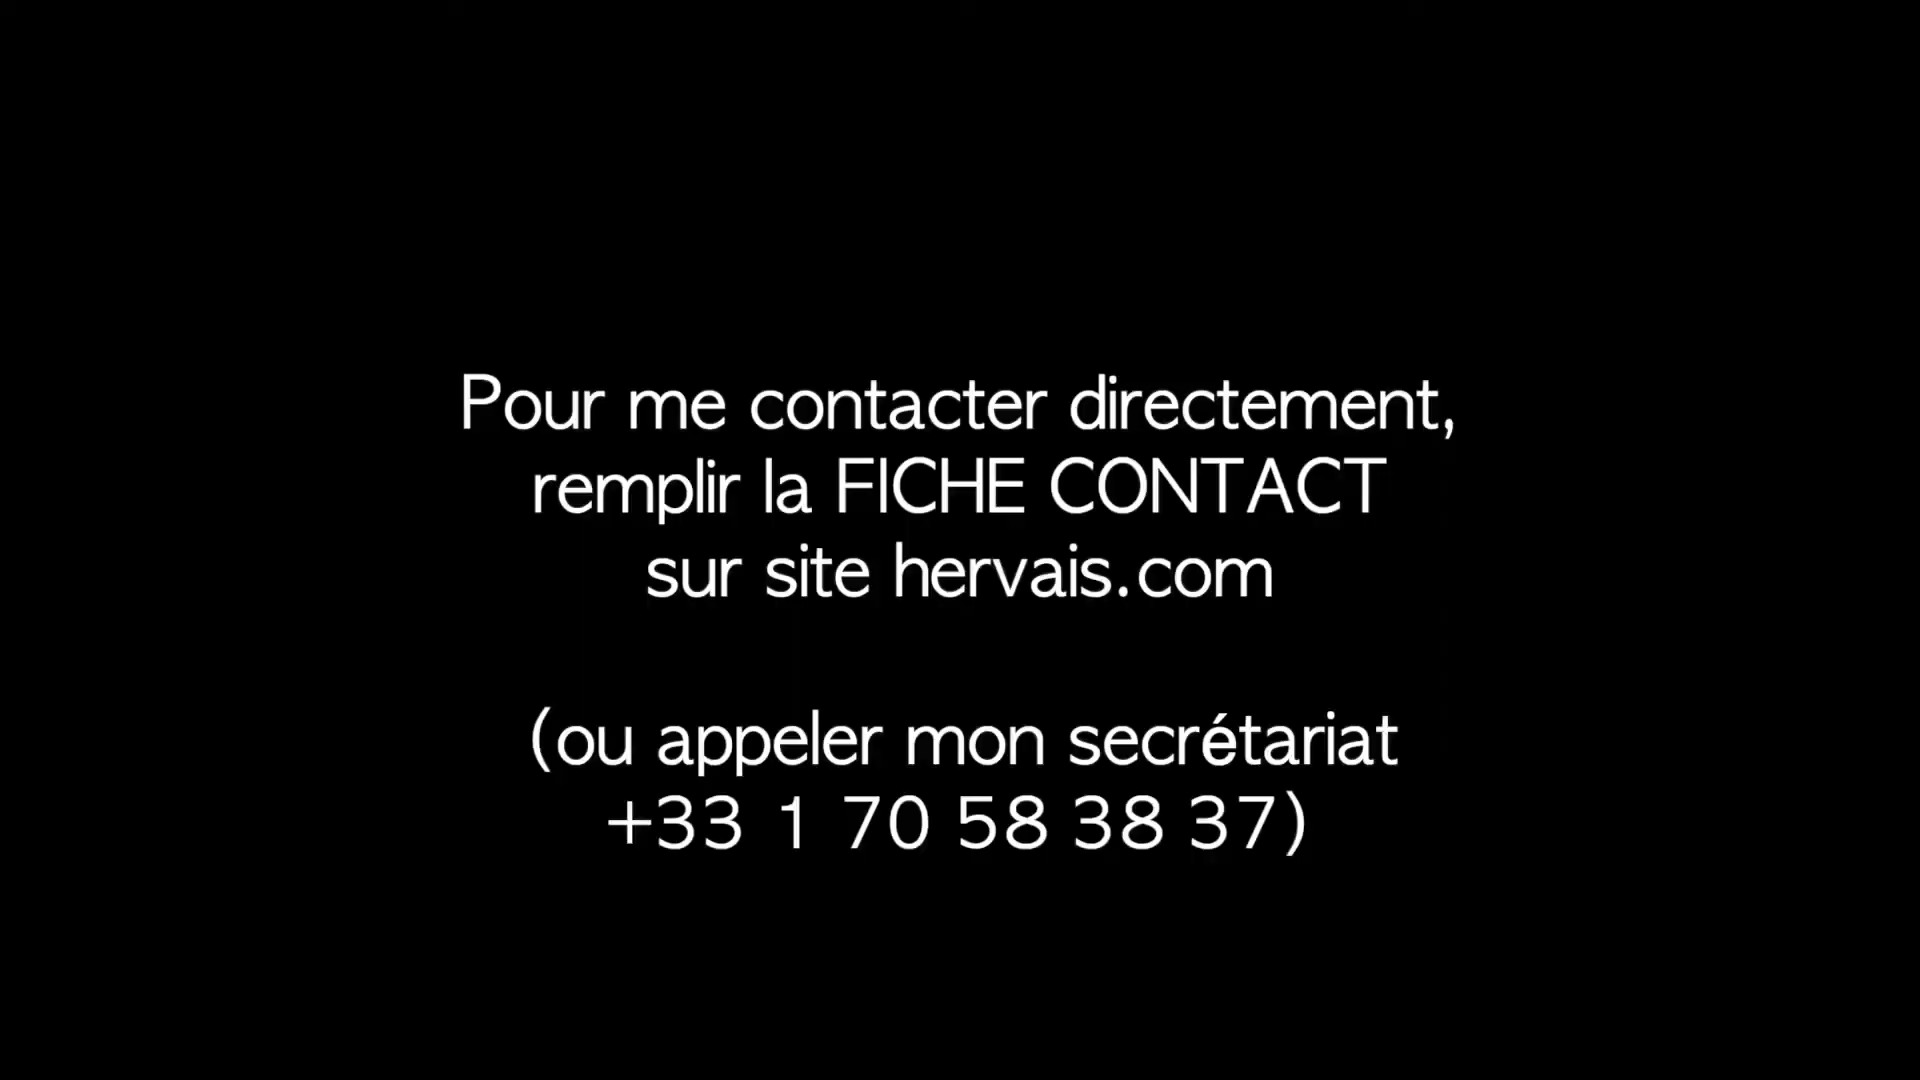 Pour me contacter directement,
remplir la FICHE CONTACT
sur site hervais.com
(ou appeler mon secrétariat
+33 1 70 58 38 37)